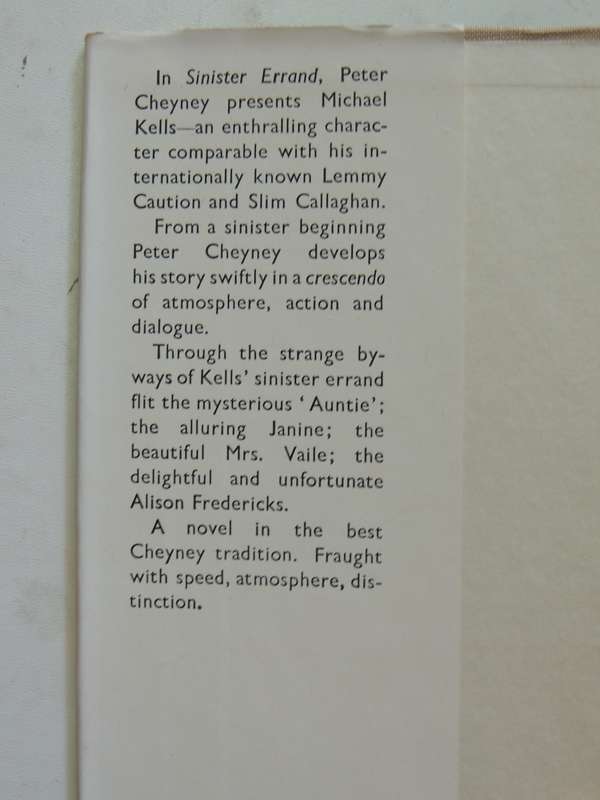 In Sinister Errand, Peter
Cheyney presents Michael
Kells—an enthralling charac-
ter comparable with his in-
ternationally known Lemmy
Caution and Slim Callaghan.
From a sinister beginning
Peter Cheyney develops
his story swiftly in a crescendo
of atmosphere, action and
dialogue.
Through the strange by-
ways of Kells' sinister errand
flit the mysterious ' Auntie';
the alluring Janine; the
beautiful Mrs. Vaile; the
delightful and unfortunate
Alison Fredericks.
A novel in the best
Cheyney tradition. Fraught
with speed, atmosphere, dis-
tinction.